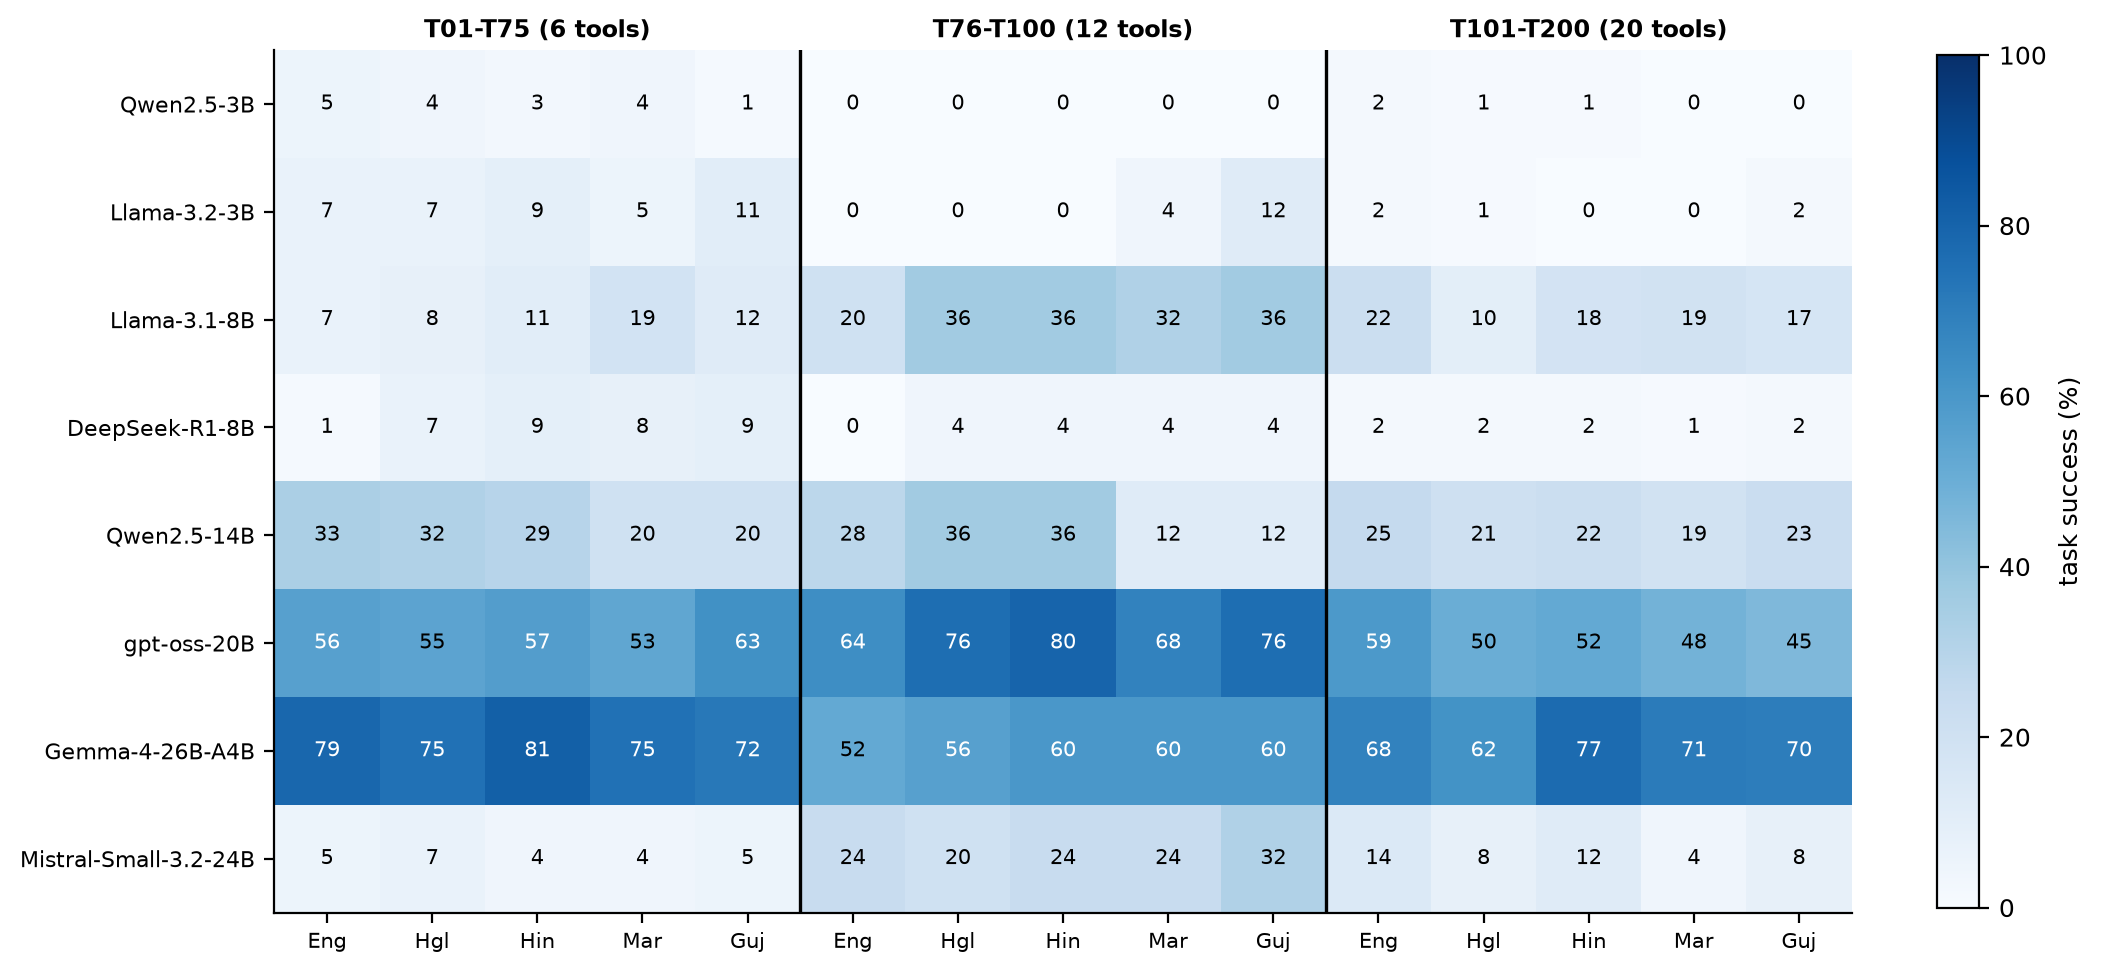 T01-T75 (6 tools) T76-T100 (12 tools) T101-T200 (20 tools)
Qwen2.5-3B 5 4 3 4 1 0 0 0 0 0 2 1 1 0 0
Llama-3.2-3B 7 7 9 5 11 0 0 0 4 12 2 1 0 0 2
Llama-3.1-8B 7 8 11 19 12 20 36 36 32 36 22 10 18 19 17
DeepSeek-R1-8B 1 7 9 8 9 0 4 4 4 4 2 2 2 1 2
Qwen2.5-14B 33 32 29 20 20 28 36 36 12 12 25 21 22 19 23
gpt-oss-20B 56 55 57 53 63 64 76 80 68 76 59 50 52 48 45
Gemma-4-26B-A4B 79 75 81 75 72 52 56 60 60 60 68 62 77 71 70
Mistral-Small-3.2-24B 5 7 4 4 5 24 20 24 24 32 14 8 12 4 8
Eng Hgl Hin Mar Guj Eng Hgl Hin Mar Guj Eng Hgl Hin Mar Guj
100
80
60
40
20
0
task success (%)